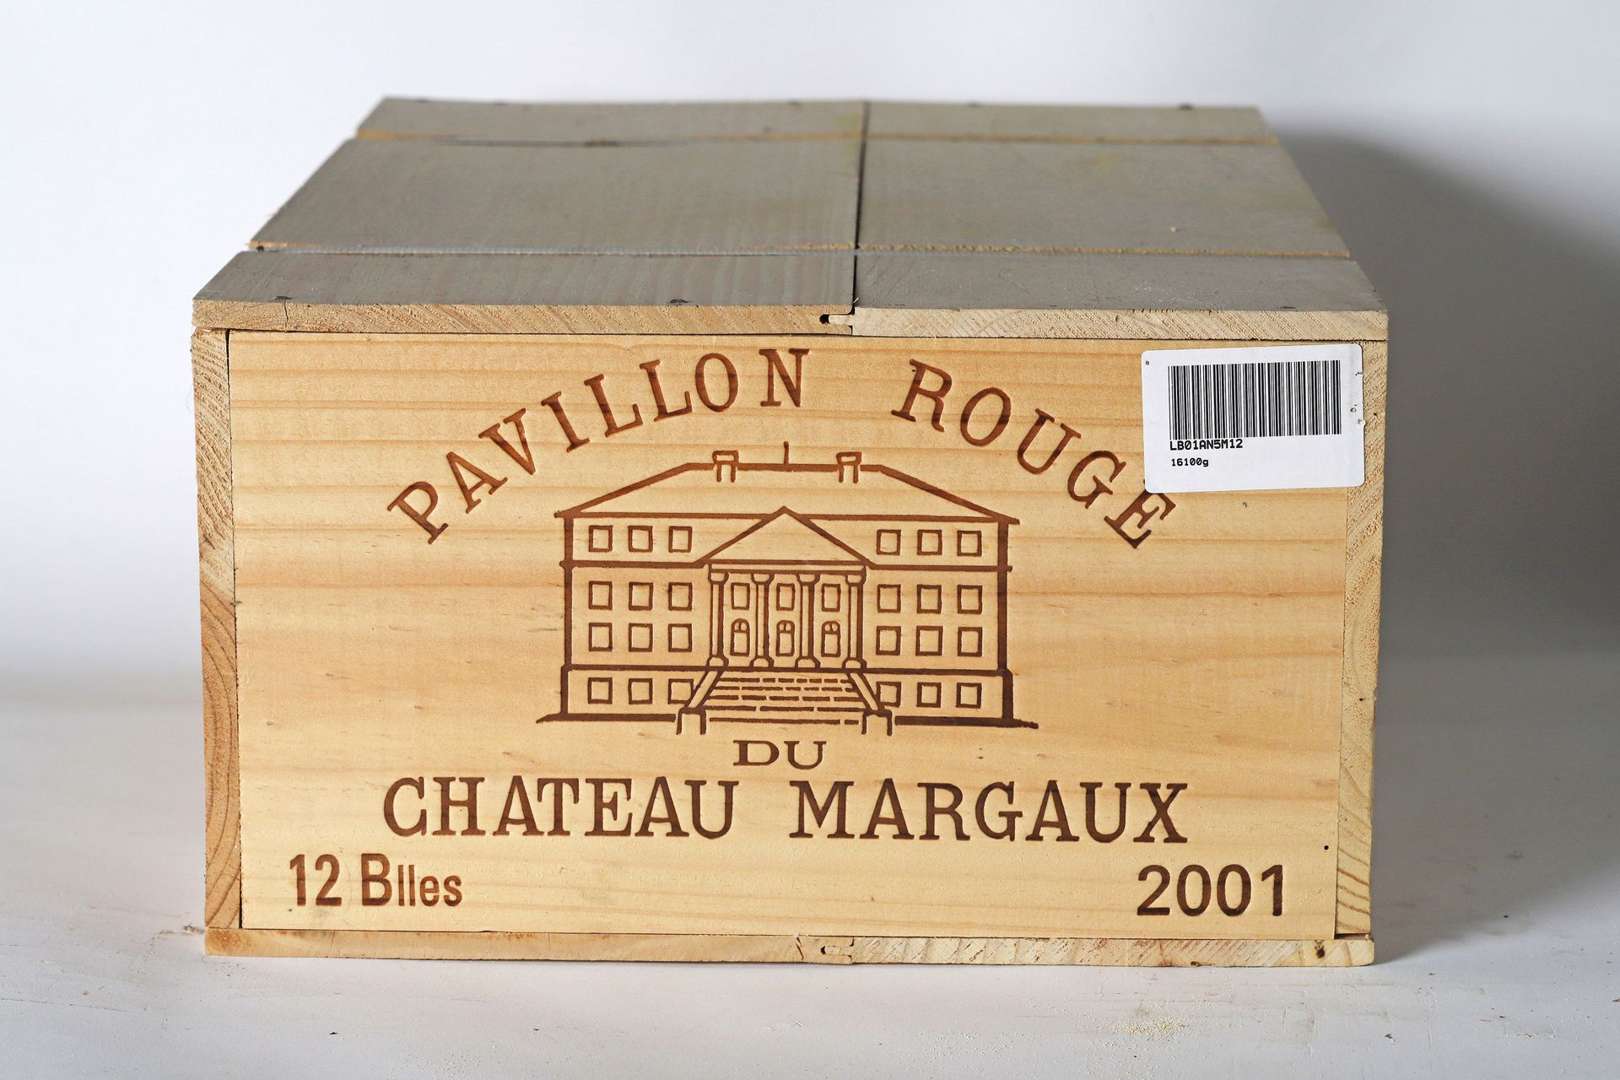 PAVILLON ROUGE
LB01AN5M12
16100g
DU
CHATEAU MARGAUX
12 Blles
2001